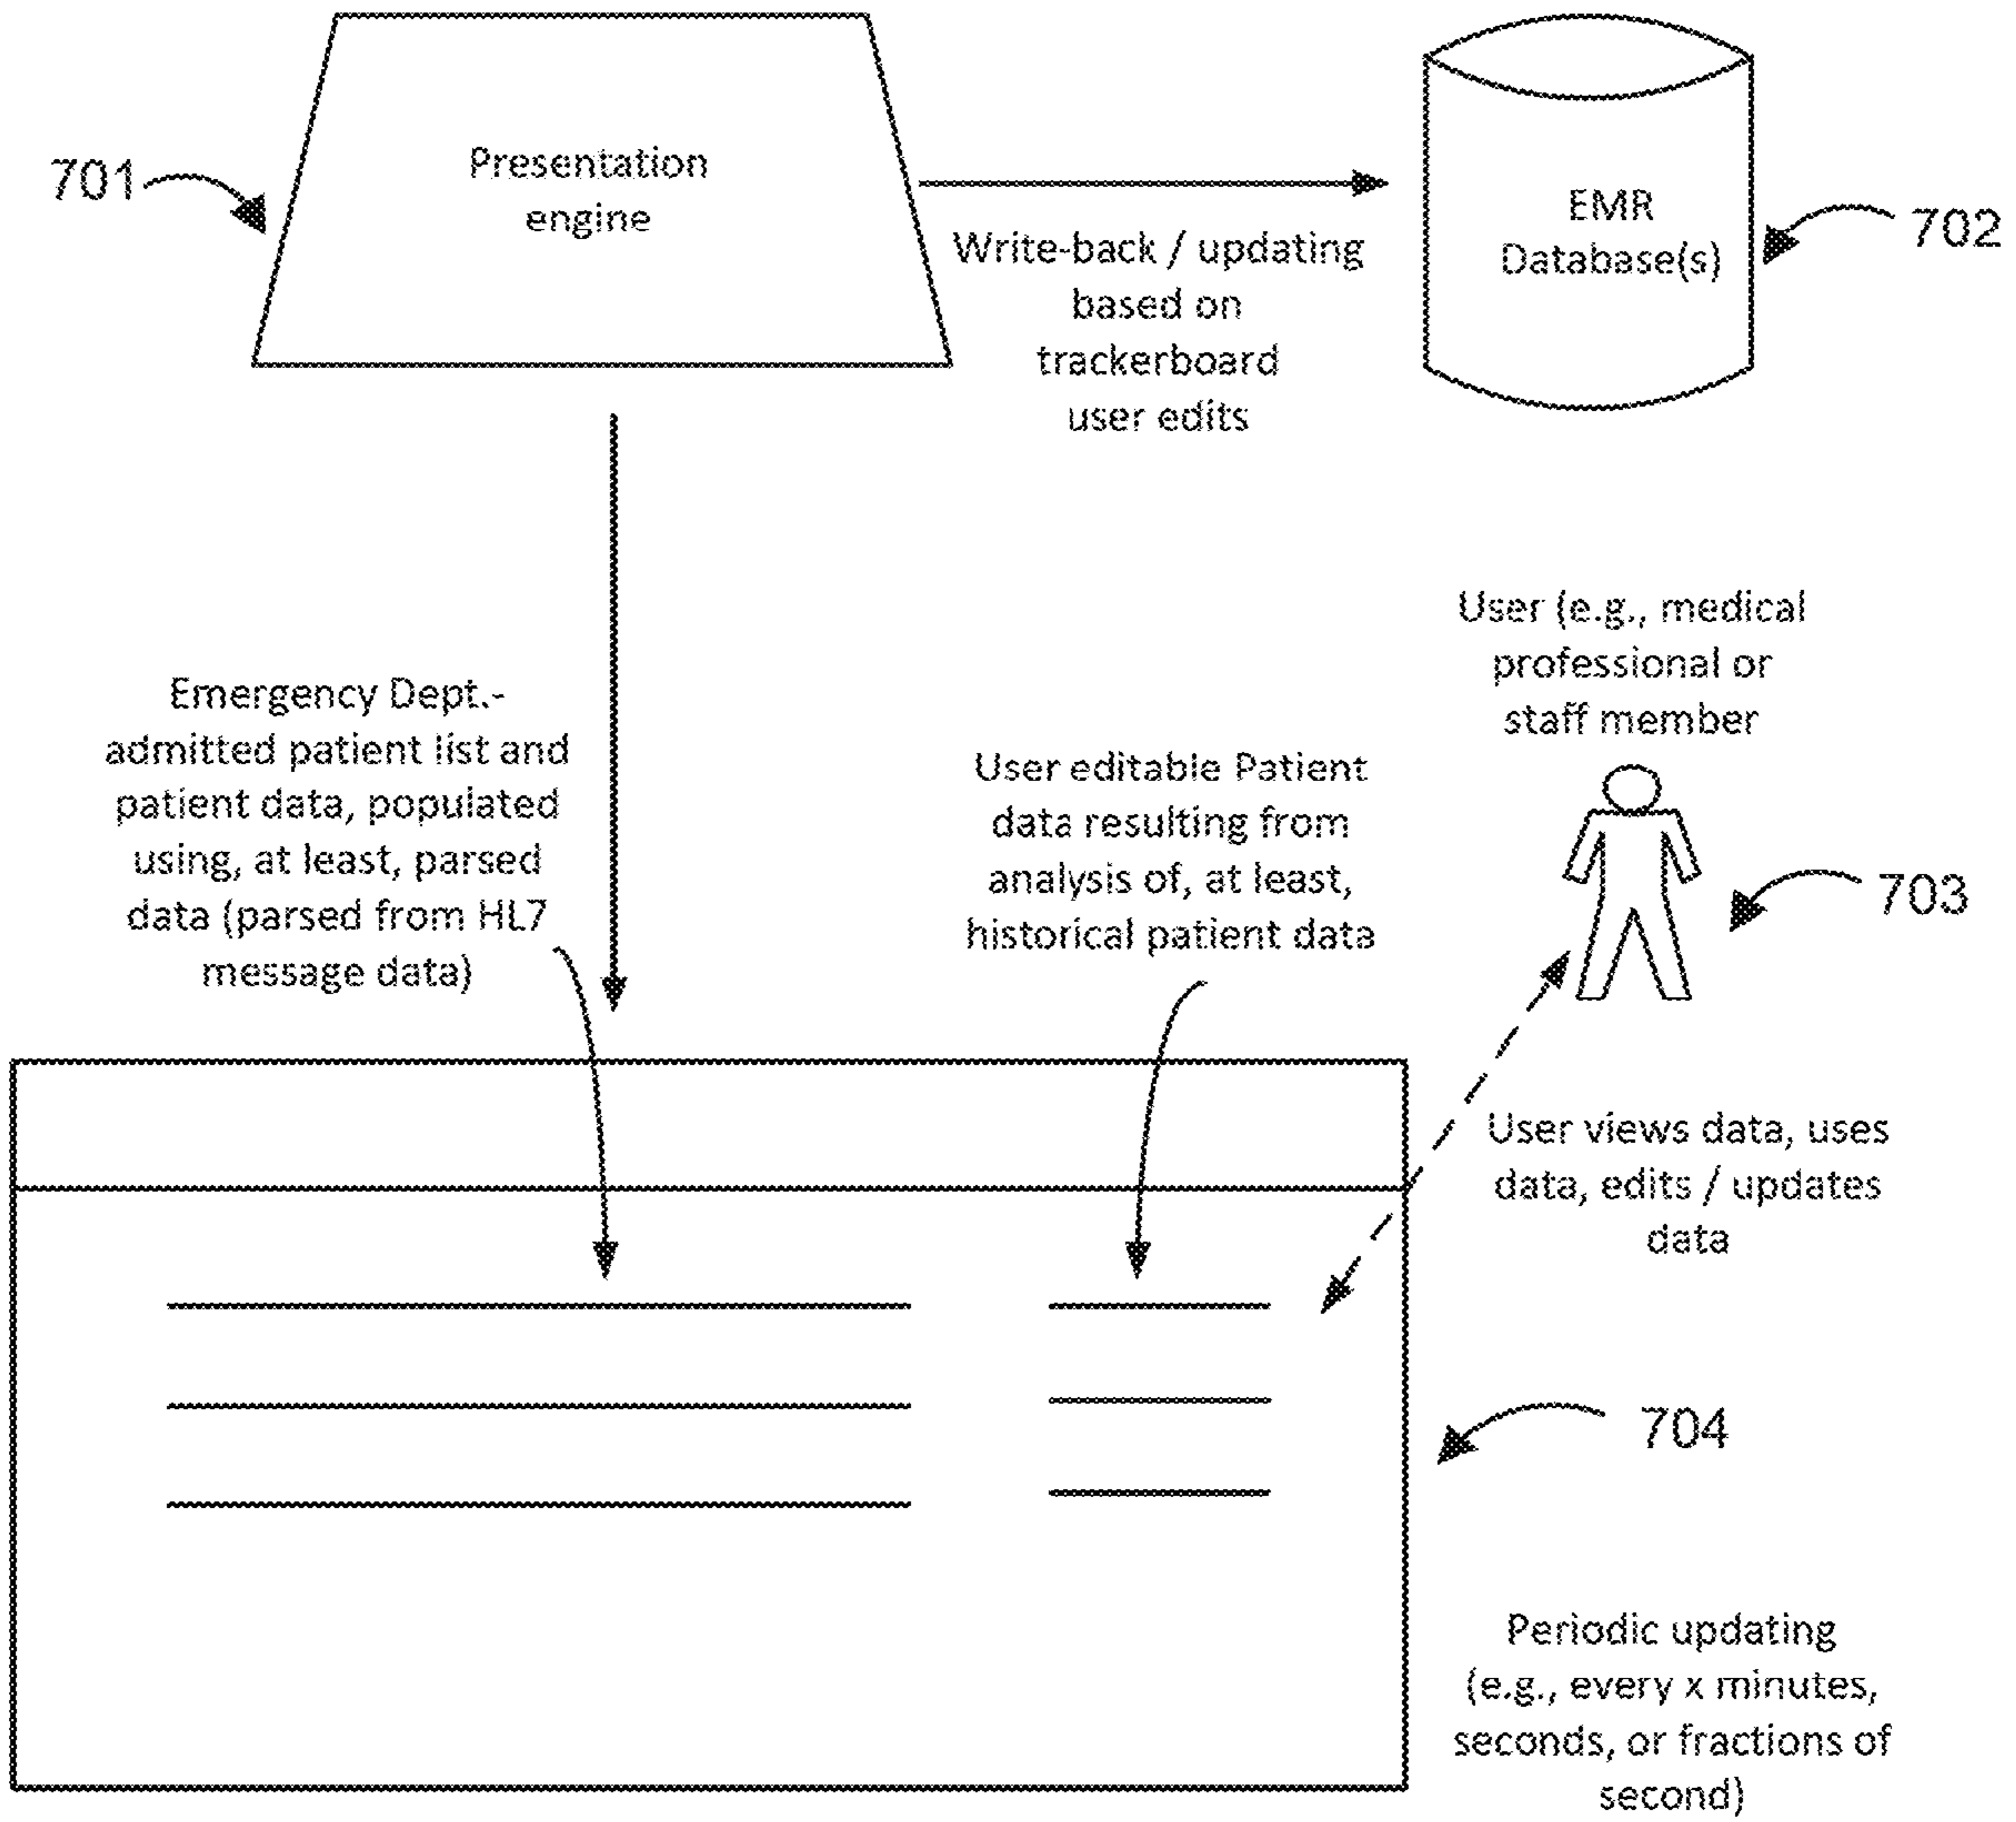 701
Presentation
engine
Write-back / updating
based on
trackerboard
user edits
EMR
Database(s)
702
User (e.g., medical
professional or
staff member
703
Emergency Dept.-
admitted patient list and
patient data, populated
using, at least, parsed
data (parsed from HL7
message data)
User editable Patient
data resulting from
analysis of, at least,
historical patient data
User views data, uses
data, edits / updates
data
704
Periodic updating
(e.g., every x minutes,
seconds, or fractions of
second)